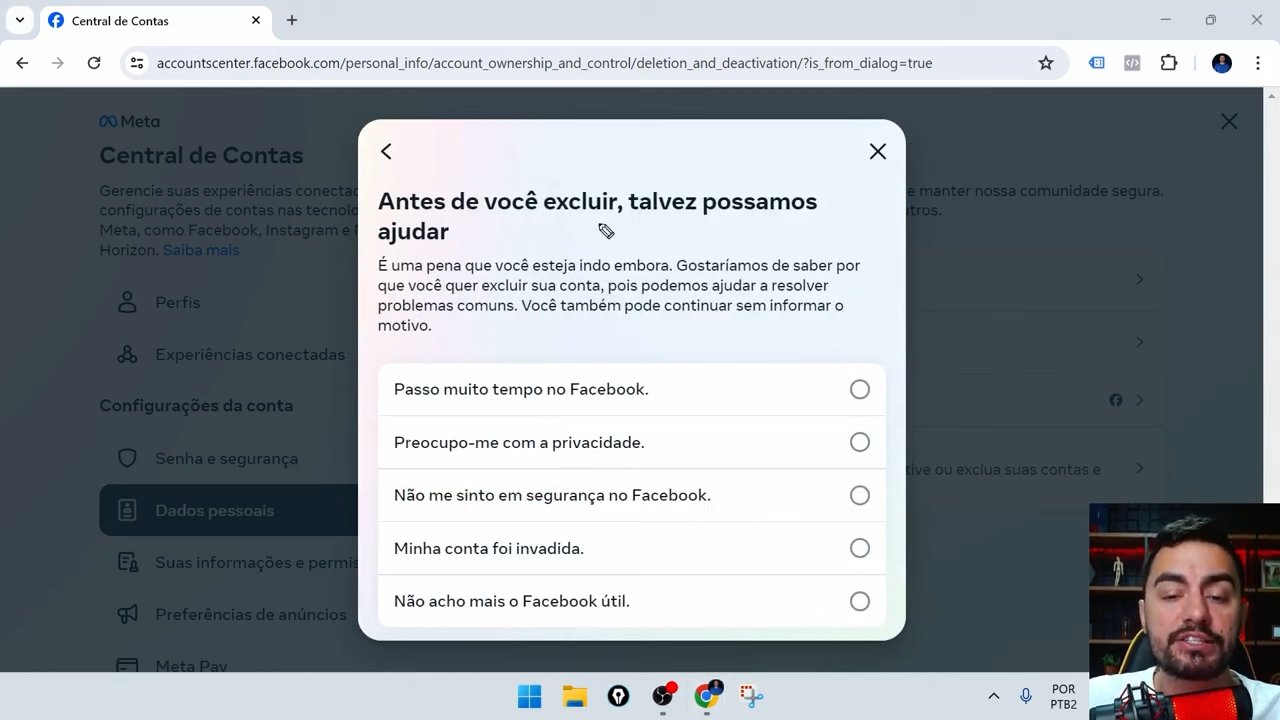 Central de Contas
accountscenter.facebook.com/personal_info/account_ownership_and_control/deletion_and_deactivation/?is_from_dialog=true
Meta
Central de Contas
Gerencie suas experiências conectad
configurações de contas nas tecnolo
Meta, como Facebook, Instagram e
Horizon. Saiba mais
Perfis
Experiências conectadas
Configurações da conta
Senha e segurança
Dados pessoais
Suas informações e permis
Preferências de anúncios
Meta Pay
e manter nossa comunidade segura.
utros.
tive ou exclua suas contas e
Antes de você excluir, talvez possamos
ajudar
É uma pena que você esteja indo embora. Gostaríamos de saber por
que você quer excluir sua conta, pois podemos ajudar a resolver
problemas comuns. Você também pode continuar sem informar o
motivo.
Passo muito tempo no Facebook.
Preocupo-me com a privacidade.
Não me sinto em segurança no Facebook.
Minha conta foi invadida.
Não acho mais o Facebook útil.
POR
PTB2